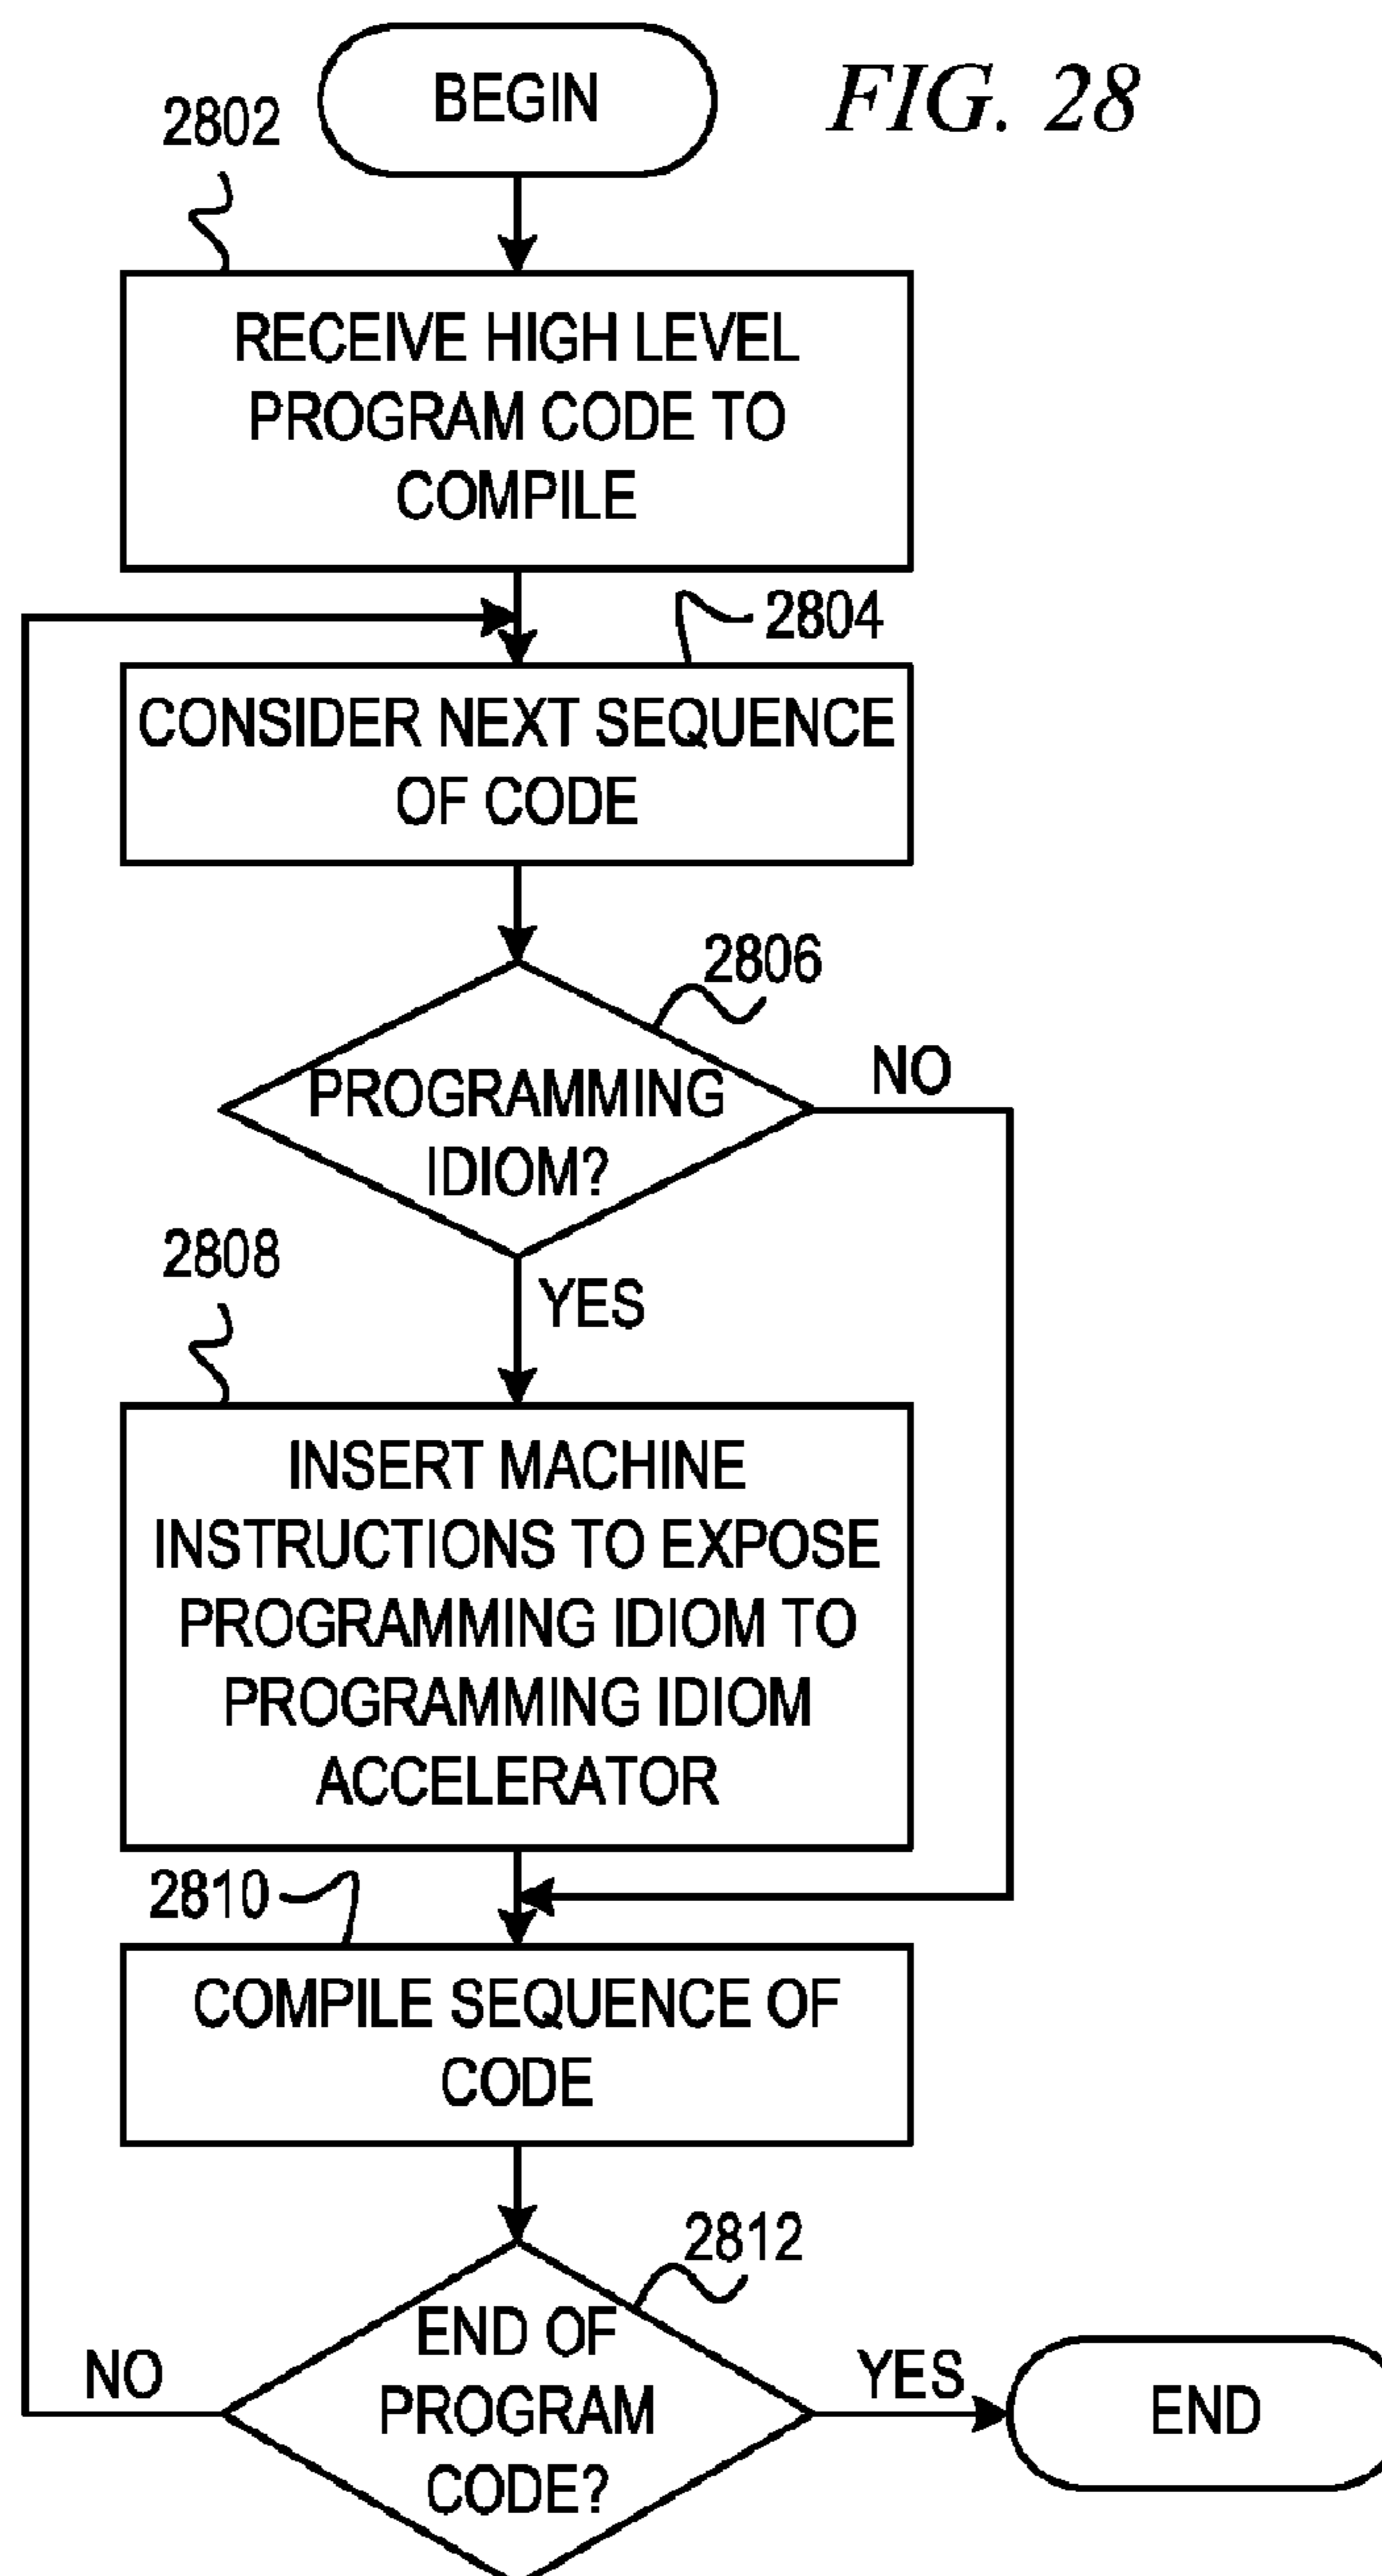 BEGIN
FIG. 28
2802
RECEIVE HIGH LEVEL
PROGRAM CODE TO
COMPILE
2804
CONSIDER NEXT SEQUENCE
OF CODE
2806
PROGRAMMING
IDIOM?
NO
YES
2808
INSERT MACHINE
INSTRUCTIONS TO EXPOSE
PROGRAMMING IDIOM TO
PROGRAMMING IDIOM
ACCELERATOR
2810
COMPILE SEQUENCE OF
CODE
2812
END OF
PROGRAM
CODE?
NO
YES
END